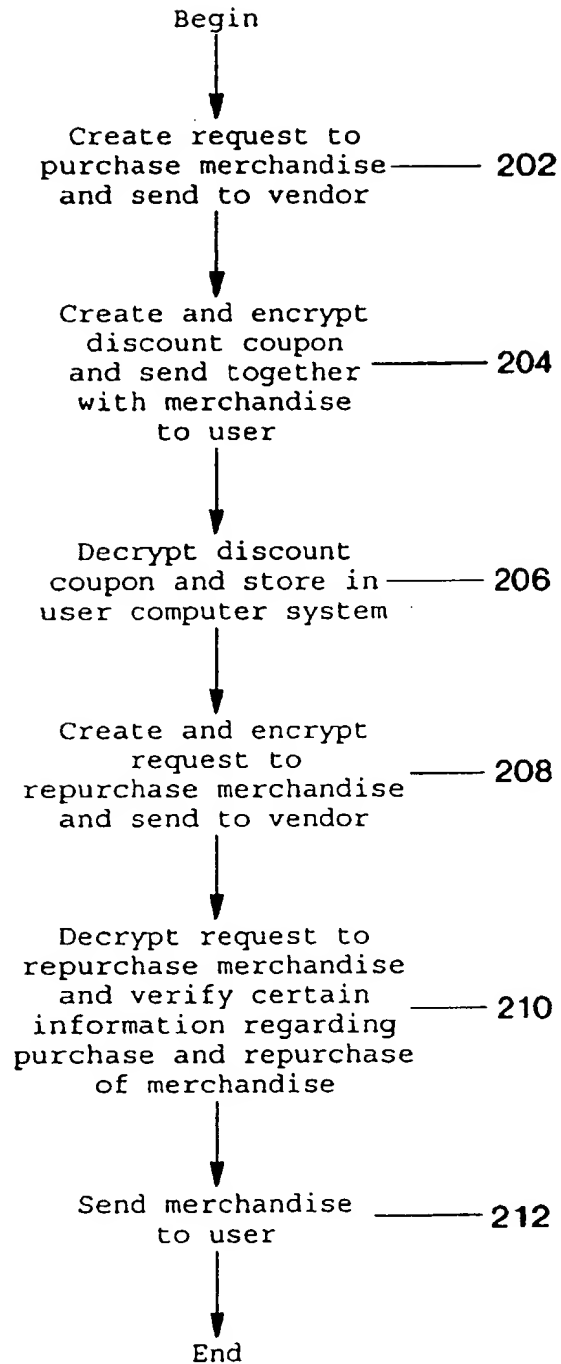 Begin
Create request to
purchase merchandise 202
and send to vendor
Create and encrypt
discount coupon
and send together 204
with merchandise
to user
Decrypt discount
coupon and store in 206
user computer system
Create and encrypt
request to
repurchase merchandise 208
and send to vendor
Decrypt request to
repurchase merchandise
and verify certain
information regarding 210
purchase and repurchase
of merchandise
Send merchandise
to user 212
End